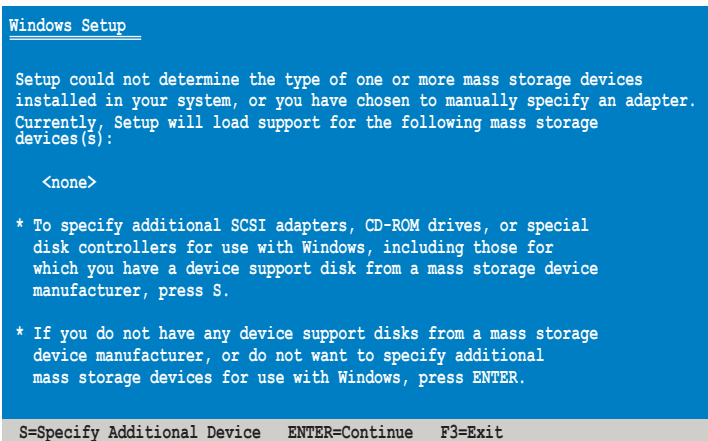 Windows Setup
Setup could not determine the type of one or more mass storage devices
installed in your system, or you have chosen to manually specify an adapter.
Currently, Setup will load support for the following mass storage
devices(s):
<none>
* To specify additional SCSI adapters, CD-ROM drives, or special
disk controllers for use with Windows, including those for
which you have a device support disk from a mass storage device
manufacturer, press S.
* If you do not have any device support disks from a mass storage
device manufacturer, or do not want to specify additional
mass storage devices for use with Windows, press ENTER.
S=Specify Additional Device ENTER=Continue F3=Exit